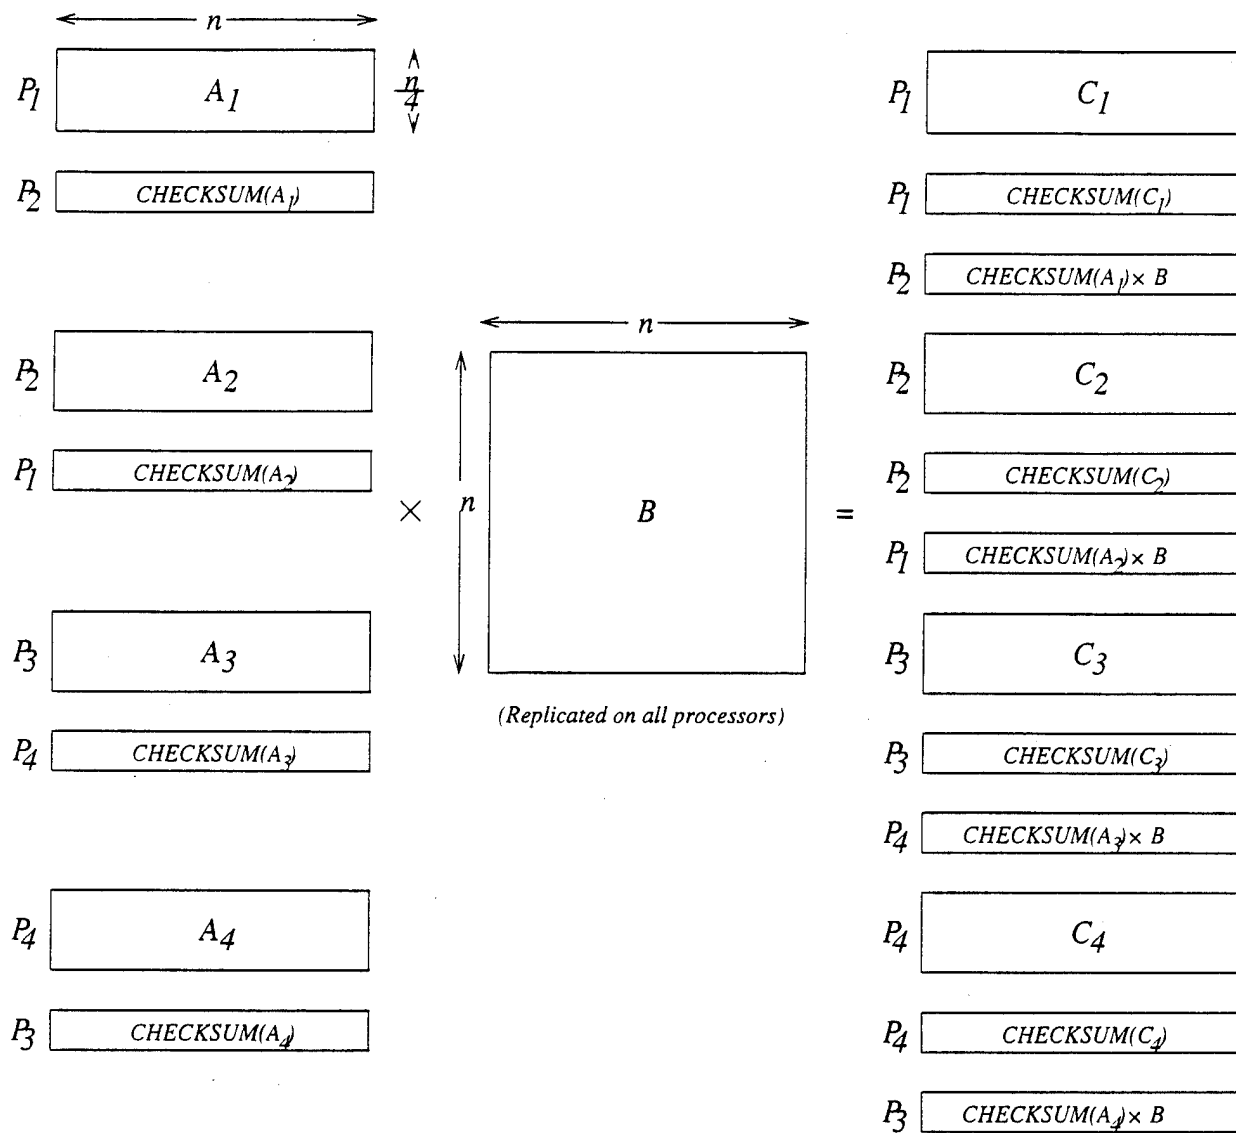 n
P1 A1 n/4
P2 CHECKSUM(A1)
P2 A2
P1 CHECKSUM(A2)
P3 A3
P4 CHECKSUM(A3)
P4 A4
P3 CHECKSUM(A4)
×
n
n
B
(Replicated on all processors)
=
P1 C1
P1 CHECKSUM(C1)
P2 CHECKSUM(A1)× B
P2 C2
P2 CHECKSUM(C2)
P1 CHECKSUM(A2)× B
P3 C3
P3 CHECKSUM(C3)
P4 CHECKSUM(A3)× B
P4 C4
P4 CHECKSUM(C4)
P3 CHECKSUM(A4)× B